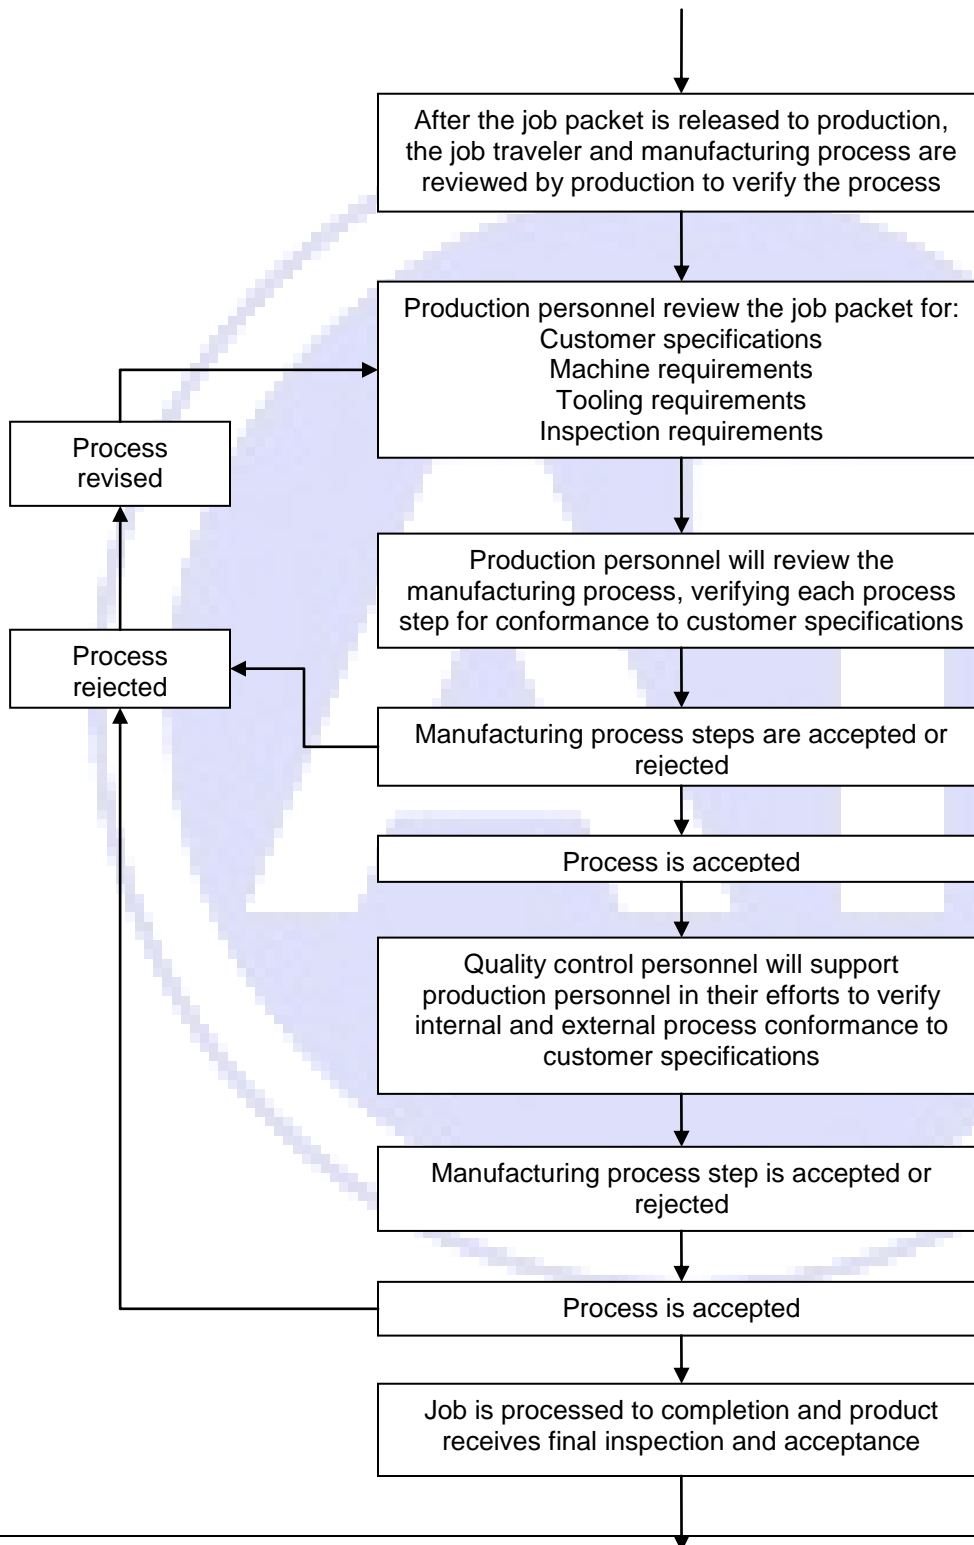 After the job packet is released to production,
the job traveler and manufacturing process are
reviewed by production to verify the process
Production personnel review the job packet for:
Customer specifications
Machine requirements
Tooling requirements
Inspection requirements
Process
revised
Production personnel will review the
manufacturing process, verifying each process
step for conformance to customer specifications
Process
rejected
Manufacturing process steps are accepted or
rejected
Process is accepted
Quality control personnel will support
production personnel in their efforts to verify
internal and external process conformance to
customer specifications
Manufacturing process step is accepted or
rejected
Process is accepted
Job is processed to completion and product
receives final inspection and acceptance